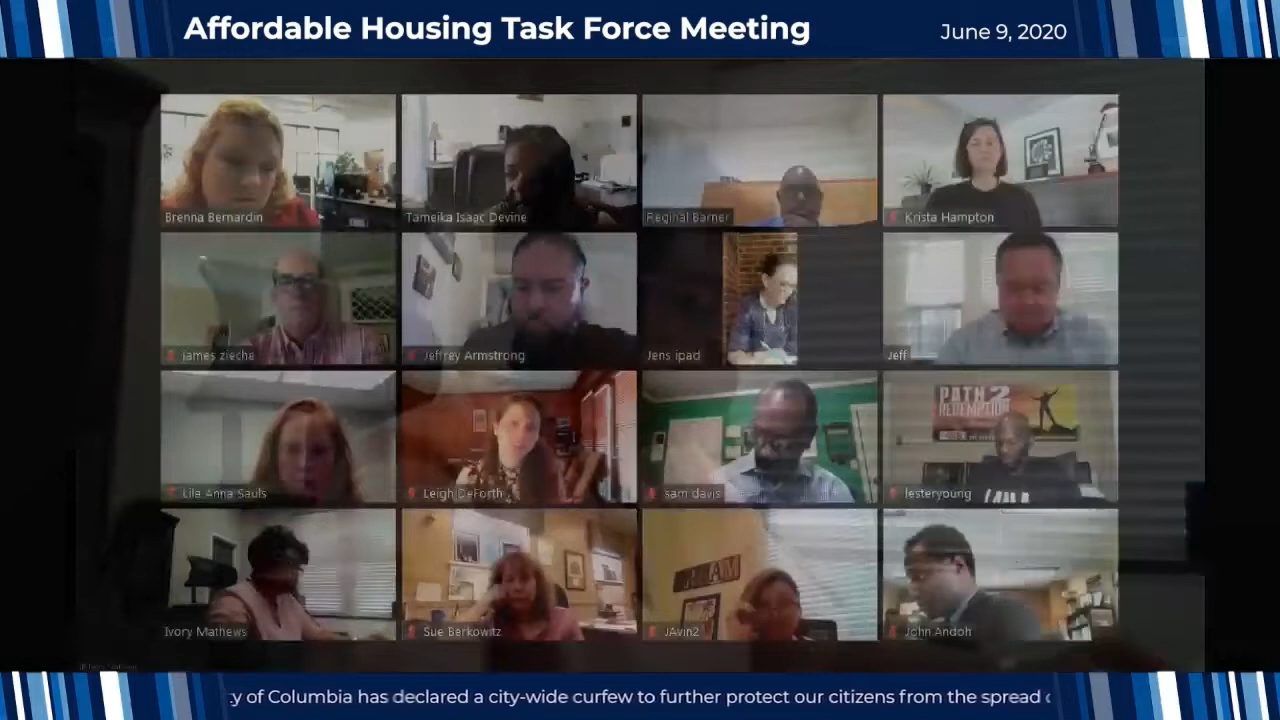 Affordable Housing Task Force Meeting
June 9, 2020
Brenna Bernardin
Tameika Isaac Devine
Reginal Barner
Krista Hampton
James zieche
Jeffrey Armstrong
Jens ipad
Jeff
Lila Anna Sauls
Leigh DeForth
sam davis
PATH 2
REDEMPTION
lesteryoung
Ivory Mathews
Sue Berkowitz
JAvin2
John Andoh
y of Columbia has declared a city-wide curfew to further protect our citizens from the spread